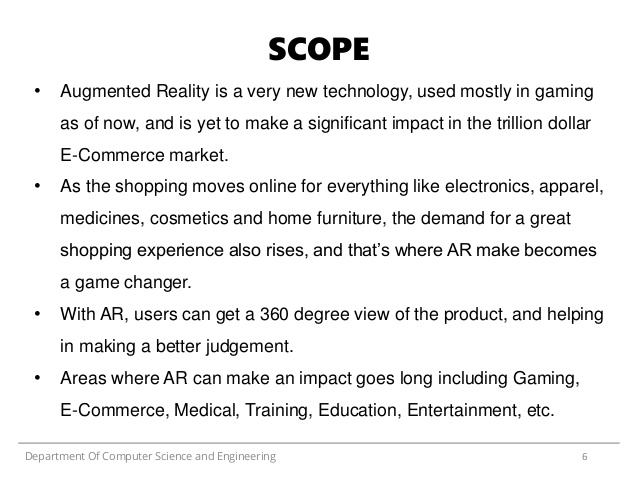 SCOPE
• Augmented Reality is a very new technology, used mostly in gaming
as of now, and is yet to make a significant impact in the trillion dollar
E-Commerce market.
• As the shopping moves online for everything like electronics, apparel,
medicines, cosmetics and home furniture, the demand for a great
shopping experience also rises, and that’s where AR make becomes
a game changer.
• With AR, users can get a 360 degree view of the product, and helping
in making a better judgement.
• Areas where AR can make an impact goes long including Gaming,
E-Commerce, Medical, Training, Education, Entertainment, etc.
Department Of Computer Science and Engineering 6